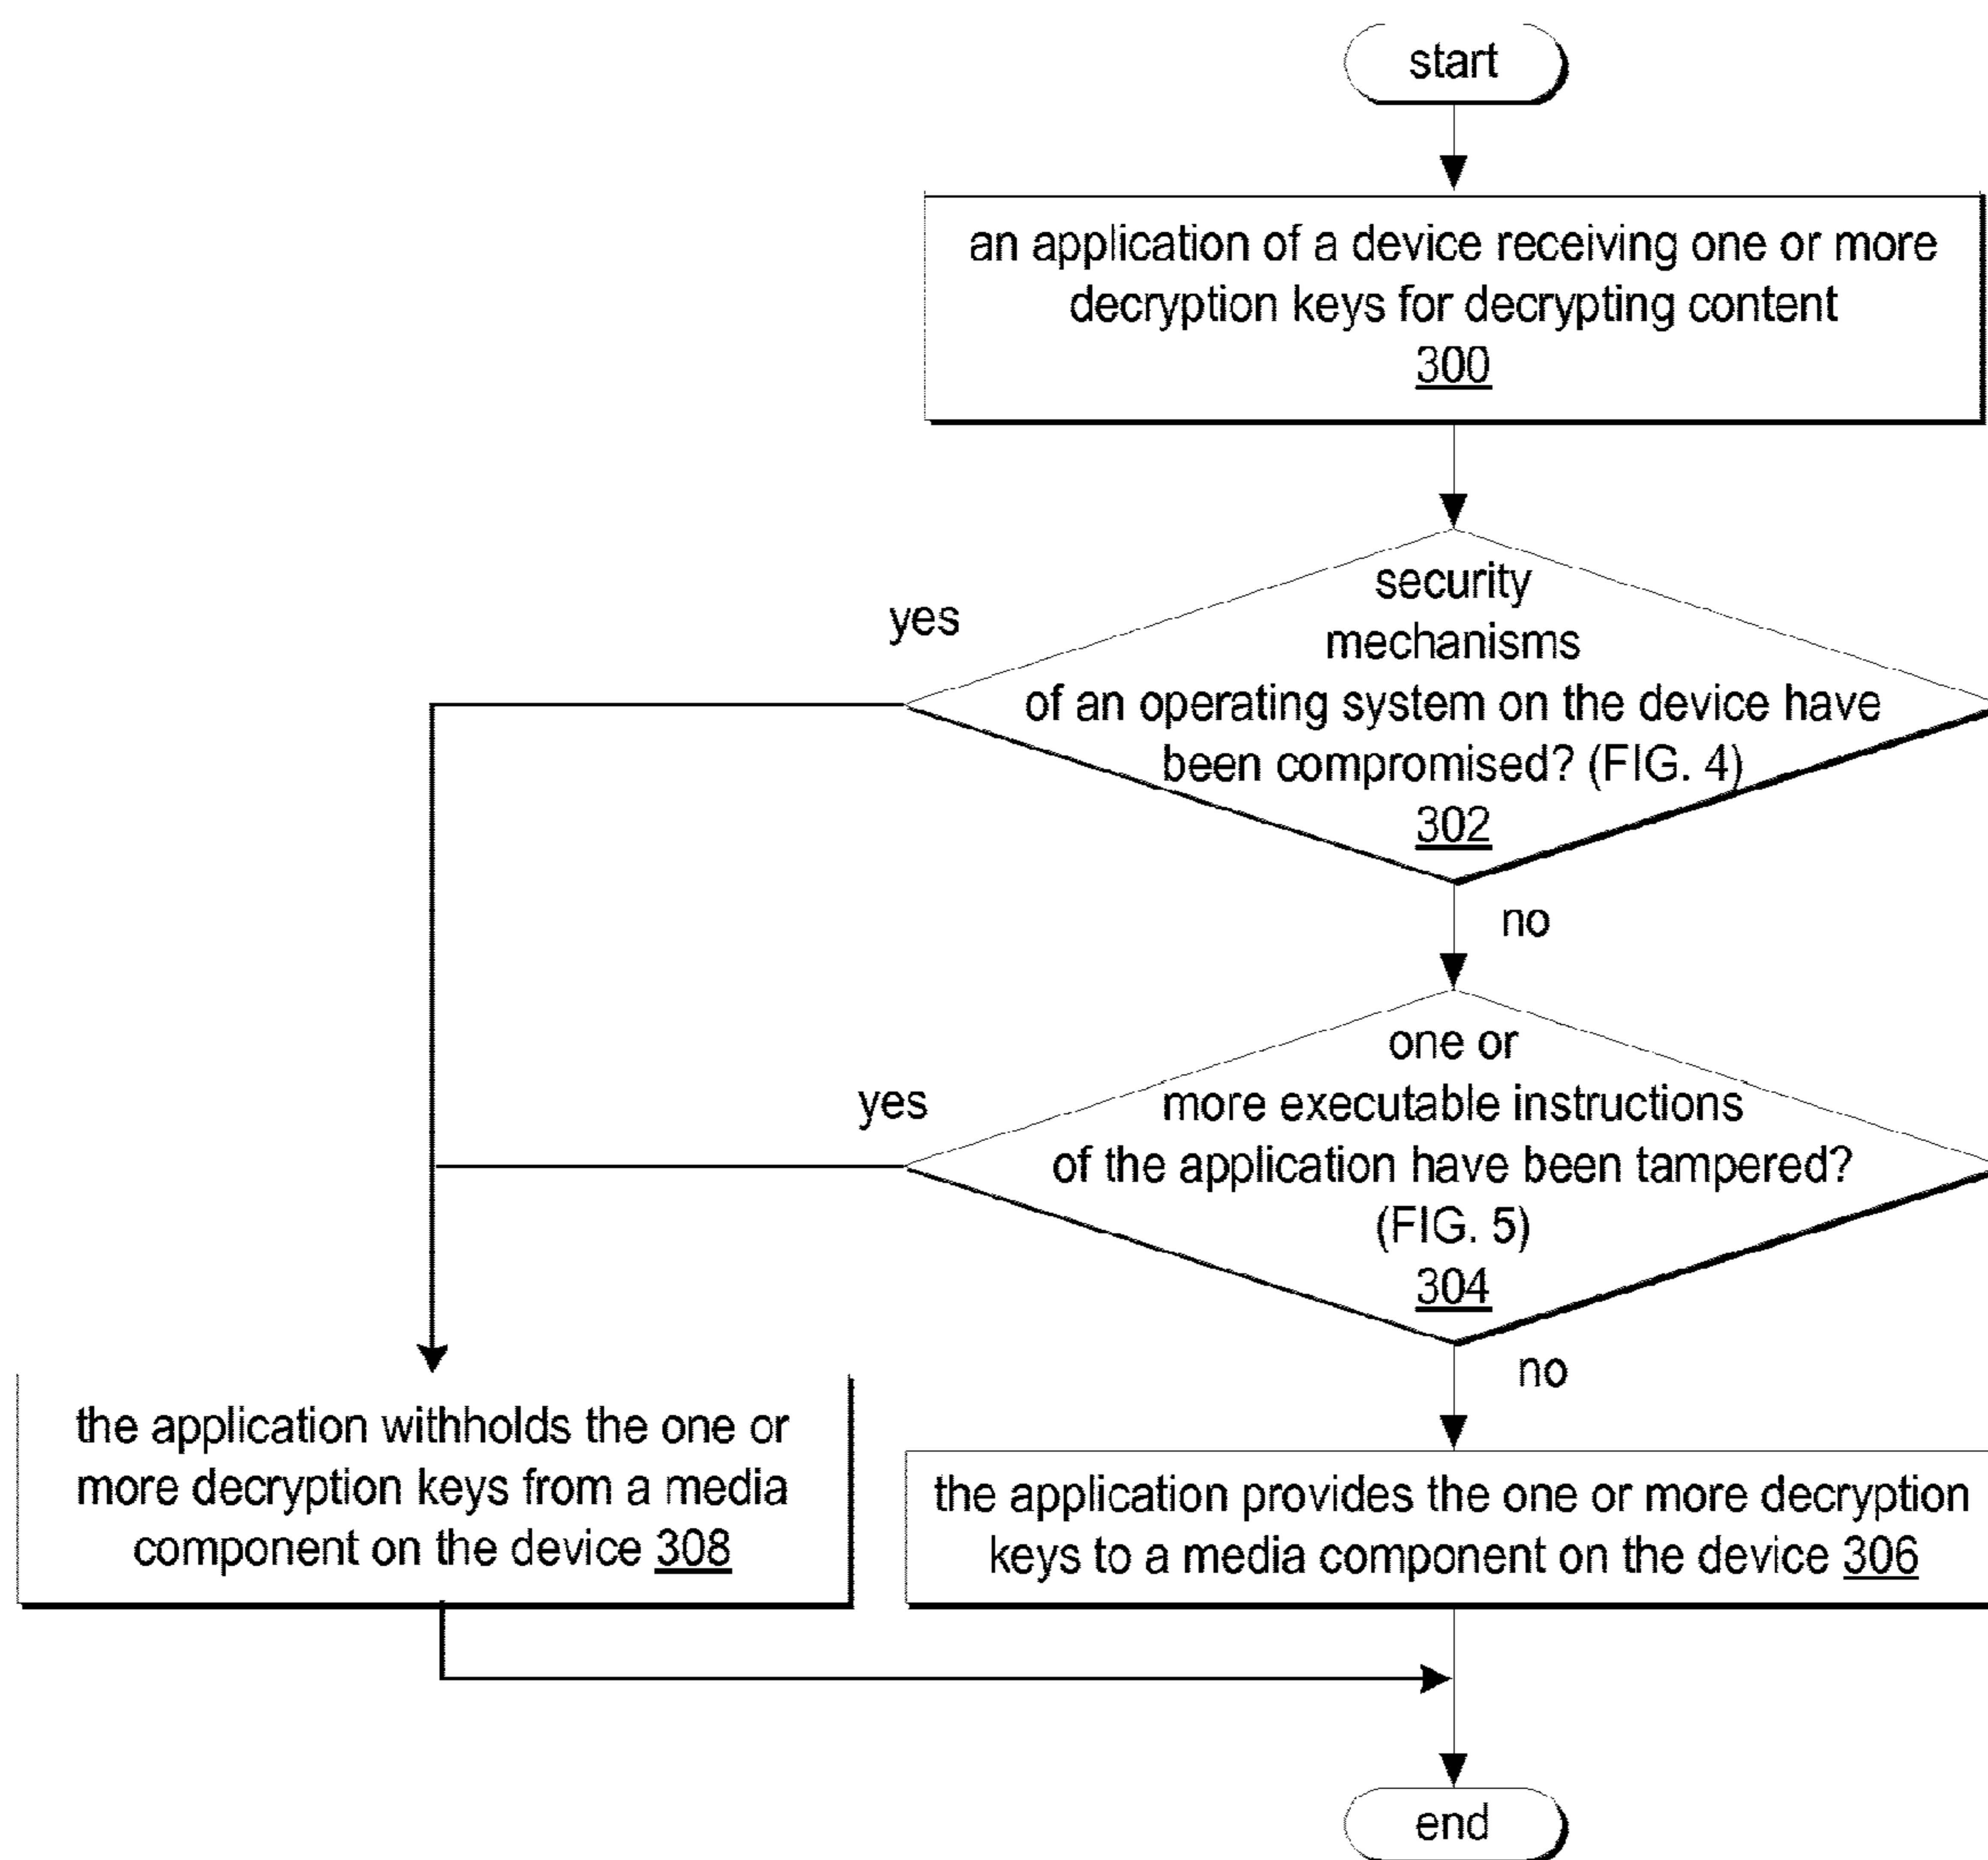 start
an application of a device receiving one or more
decryption keys for decrypting content
300
yes
security
mechanisms
of an operating system on the device have
been compromised? (FIG. 4)
302
no
yes
one or
more executable instructions
of the application have been tampered?
(FIG. 5)
304
no
the application withholds the one or
more decryption keys from a media
component on the device 308
the application provides the one or more decryption
keys to a media component on the device 306
end